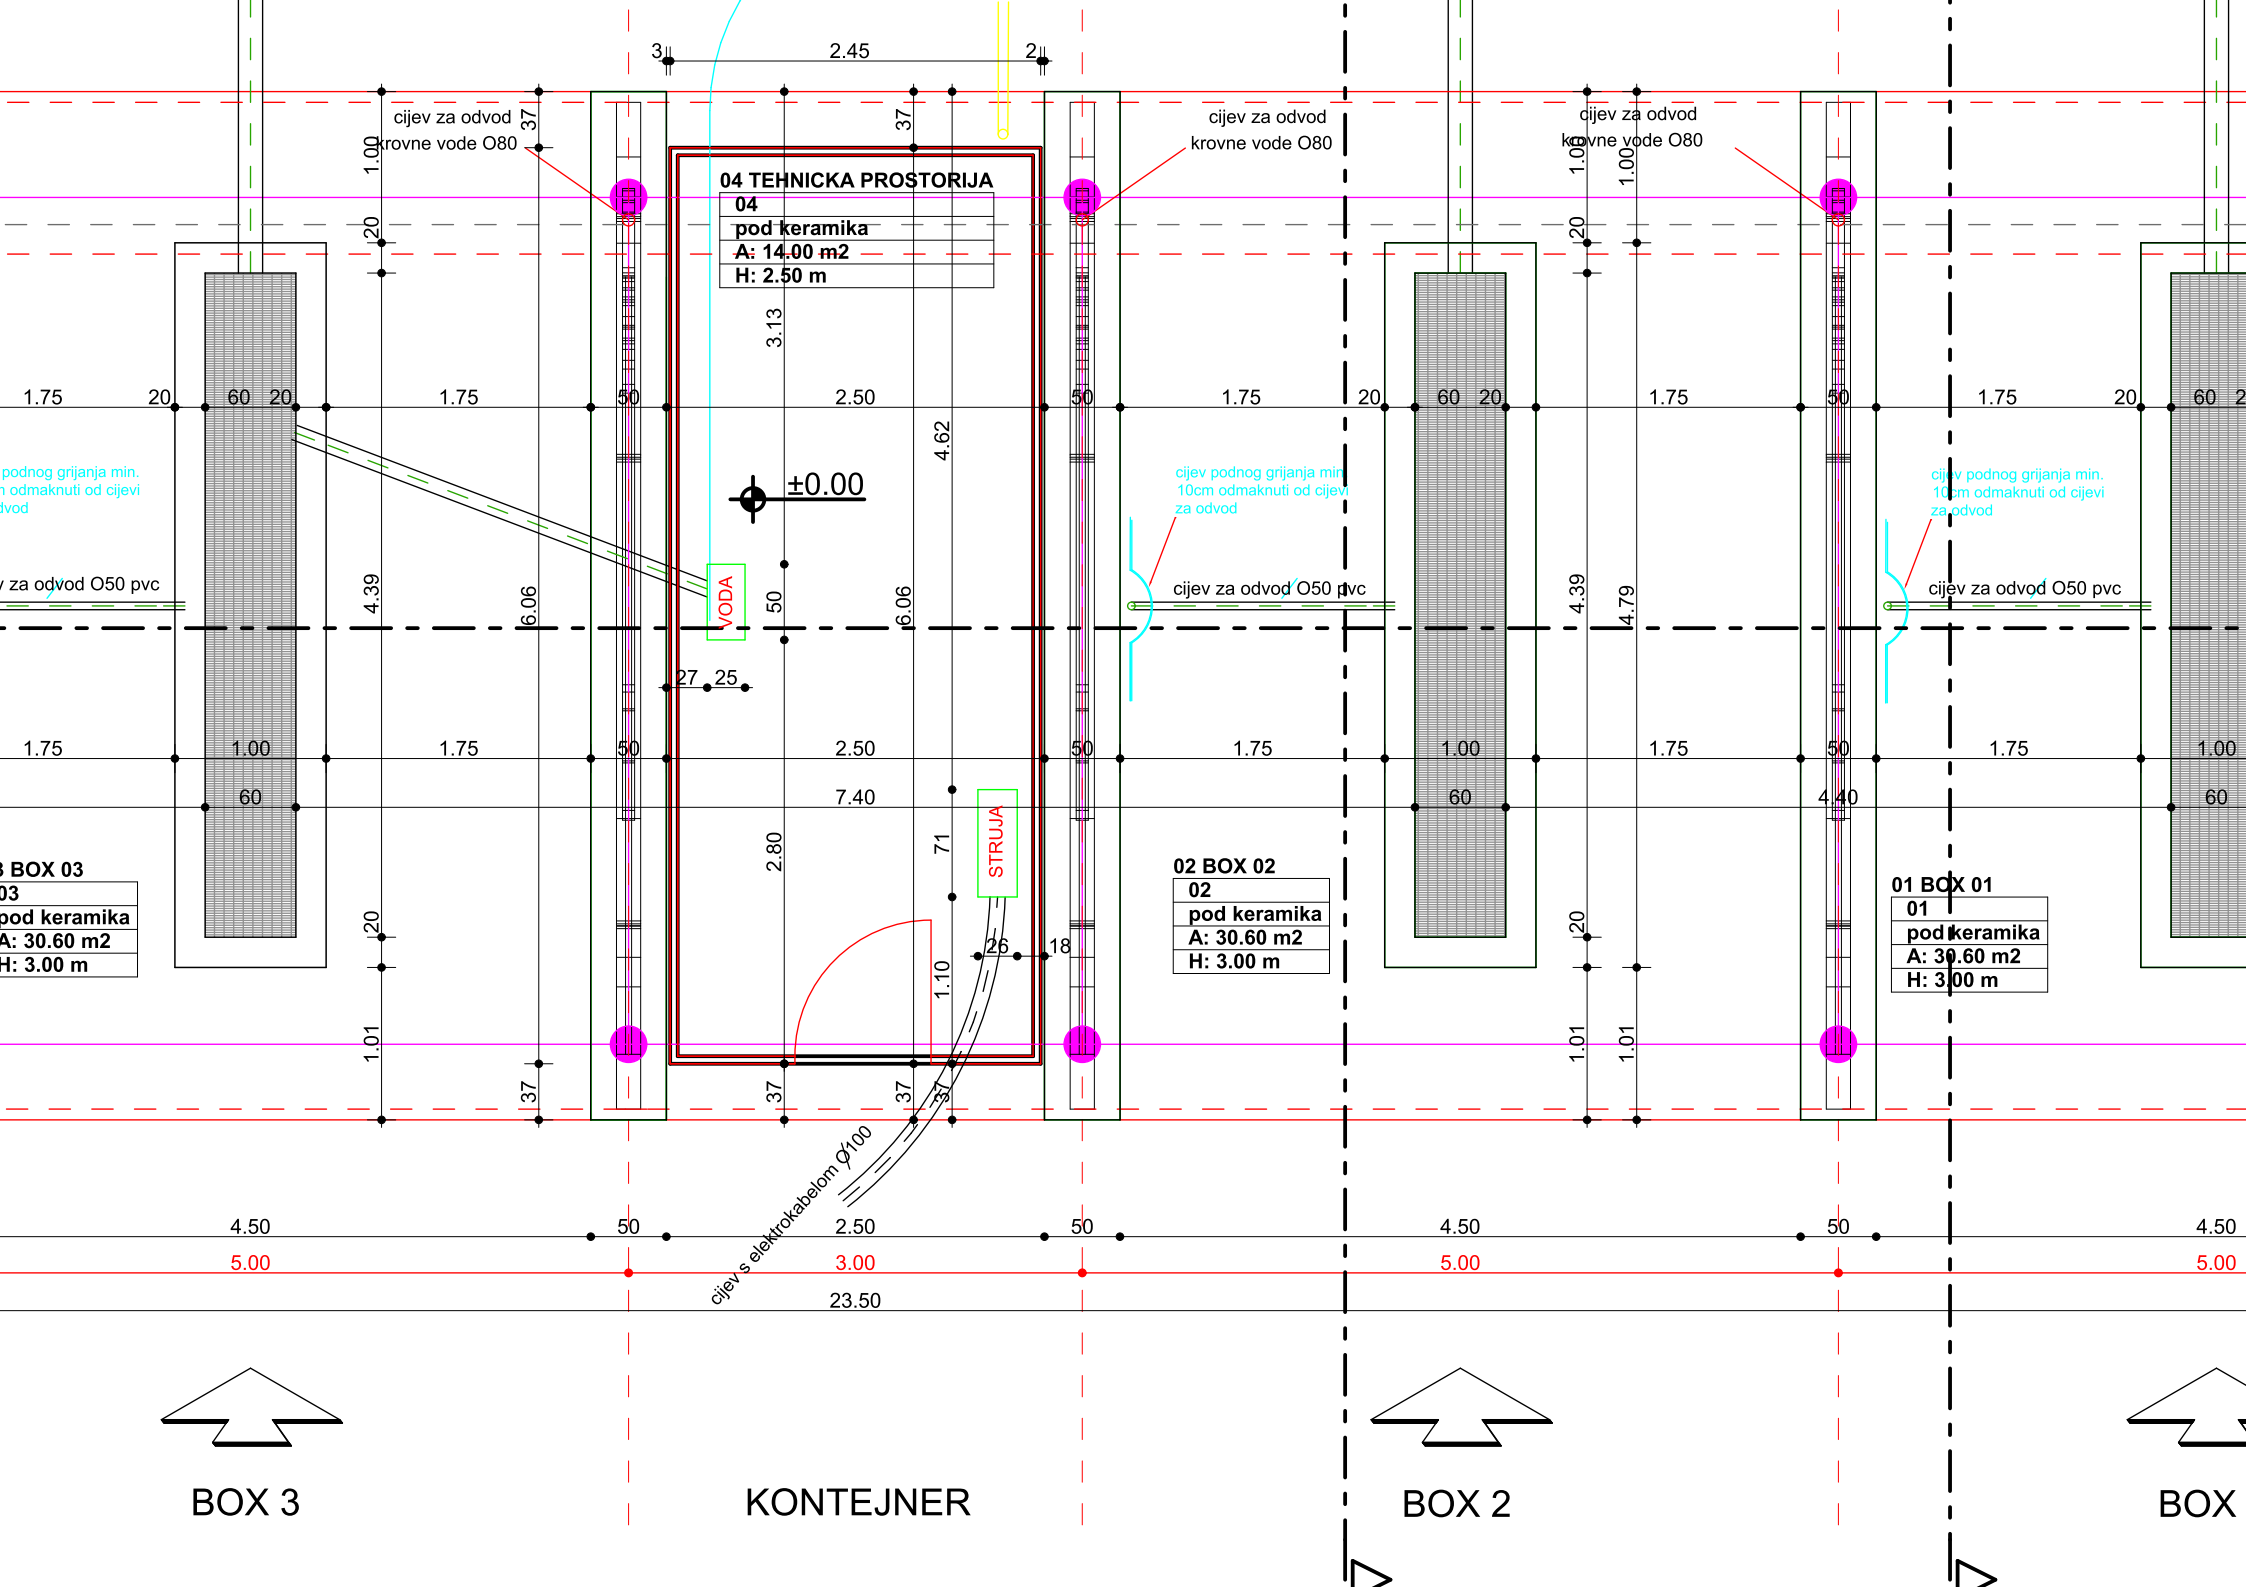 3
2.45
2
cijev za odvod
krovne vode O80
37
37
cijev za odvod
krovne vode O80
cijev za odvod
krovne vode O80
1.00
1.00
1.00
20
20
04 TEHNICKA PROSTORIJA
04
pod keramika
A: 14.00 m2
H: 2.50 m
3.13
1.75
20
60
20
1.75
50
2.50
50
1.75
20
60
20
1.75
50
1.75
20
60
4.62
podnog grijanja min.
odmaknuti od cijevi
±0.00
cijev podnog grijanja min
10cm odmaknuti od cijevi
za odvod
cijev podnog grijanja min.
10cm odmaknuti od cijevi
za odvod
za odvod O50 pvc
4.39
6.06
VODA
50
6.06
cijev za odvod O50 pvc
4.39
4.79
cijev za odvod O50 pvc
27
25
1.75
1.00
1.75
50
2.50
50
1.75
1.00
1.75
50
1.75
1.00
60
7.40
60
4.40
60
2.80
71
STRUJA
BOX 03
03
pod keramika
A: 30.60 m2
H: 3.00 m
02 BOX 02
02
pod keramika
A: 30.60 m2
H: 3.00 m
01 BOX 01
01
pod keramika
A: 30.60 m2
H: 3.00 m
20
20
26
18
1.10
1.01
1.01
1.01
37
37
37
37
cijev s elektrokabelom O100
4.50
50
2.50
50
4.50
50
4.50
5.00
3.00
5.00
5.00
23.50
BOX 3
KONTEJNER
BOX 2
BOX